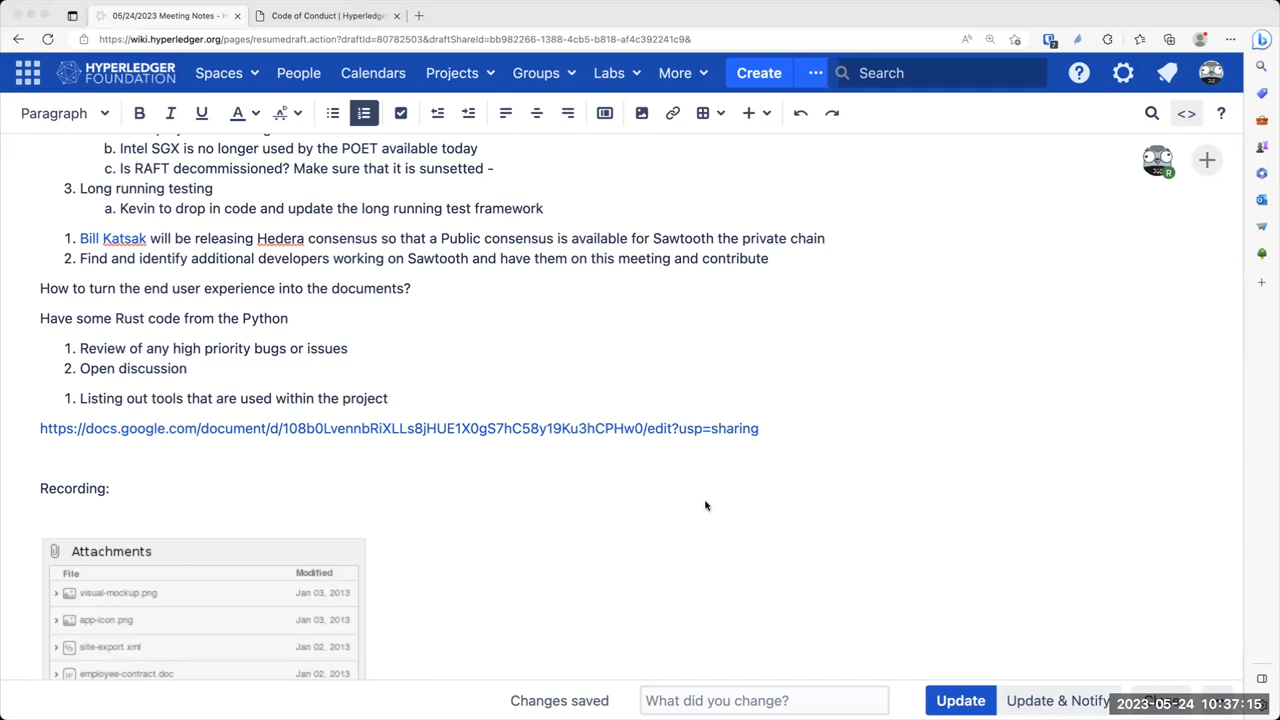 05/24/2023 Meeting Notes - H
Code of Conduct | Hyperledge
https://wiki.hyperledger.org/pages/resumedraft.action?draftId=80782503&draftShareId=bb982266-1388-4cb5-b818-af4c392241c9&
HYPERLEDGER FOUNDATION Spaces People Calendars Projects Groups Labs More Create Search
Paragraph B I U A
b. Intel SGX is no longer used by the POET available today
c. Is RAFT decommissioned? Make sure that it is sunsetted -
3. Long running testing
a. Kevin to drop in code and update the long running test framework
1. Bill Katsak will be releasing Hedera consensus so that a Public consensus is available for Sawtooth the private chain
2. Find and identify additional developers working on Sawtooth and have them on this meeting and contribute
How to turn the end user experience into the documents?
Have some Rust code from the Python
1. Review of any high priority bugs or issues
2. Open discussion
1. Listing out tools that are used within the project
https://docs.google.com/document/d/108b0LvennbRiXLLs8jHUE1X0gS7hC58y19Ku3hCPHw0/edit?usp=sharing
Recording:
Attachments
File Modified
visual-mockup.png Jan 03, 2013
app-icon.png Jan 03, 2013
site-export.xml Jan 02, 2013
employee-contract.doc Jan 02, 2013
Changes saved What did you change? Update Update & Notify
2023-05-24 10:37:15